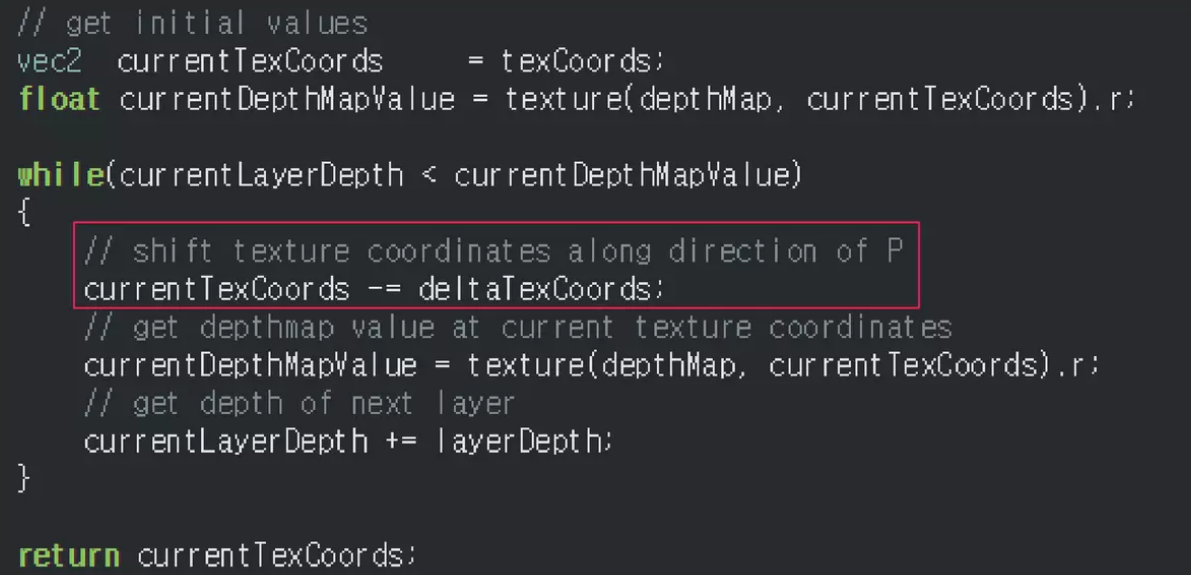 // get initial values
vec2  currentTexCoords     = texCoords;
float currentDepthMapValue = texture(depthMap, currentTexCoords).r;
while(currentLayerDepth < currentDepthMapValue)
{
    // shift texture coordinates along direction of P
    currentTexCoords -= deltaTexCoords;
    // get depthmap value at current texture coordinates
    currentDepthMapValue = texture(depthMap, currentTexCoords).r;
    // get depth of next layer
    currentLayerDepth += layerDepth;
}
return currentTexCoords;